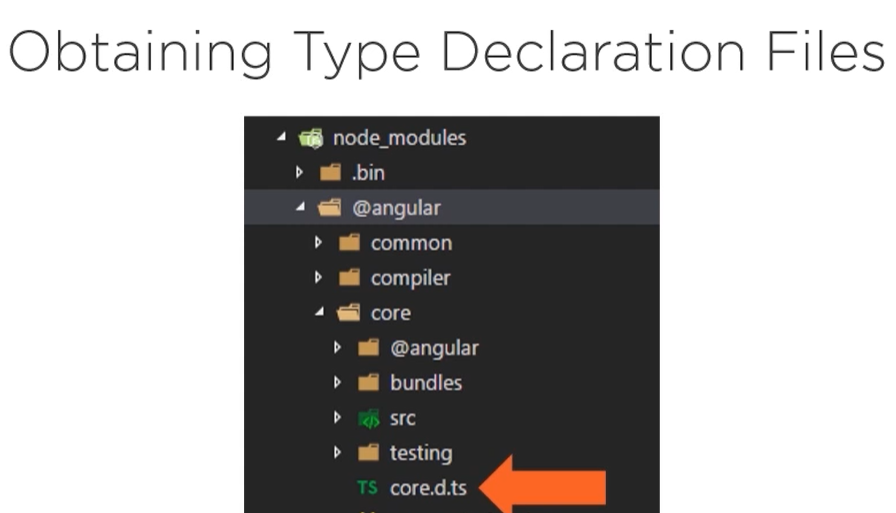 Obtaining Type Declaration Files
node_modules
.bin
@angular
common
compiler
core
@angular
bundles
src
testing
TS core.d.ts